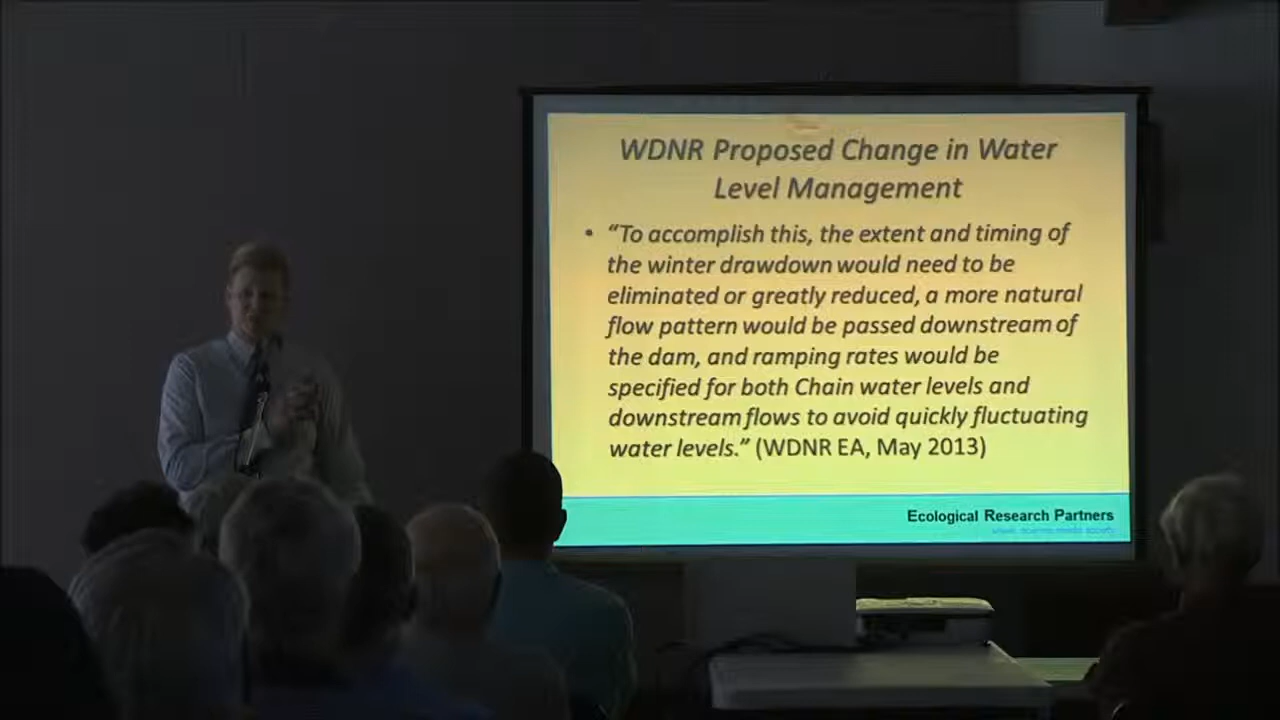 WDNR Proposed Change in Water
Level Management
• “To accomplish this, the extent and timing of
the winter drawdown would need to be
eliminated or greatly reduced, a more natural
flow pattern would be passed downstream of
the dam, and ramping rates would be
specified for both Chain water levels and
downstream flows to avoid quickly fluctuating
water levels.” (WDNR EA, May 2013)
Ecological Research Partners